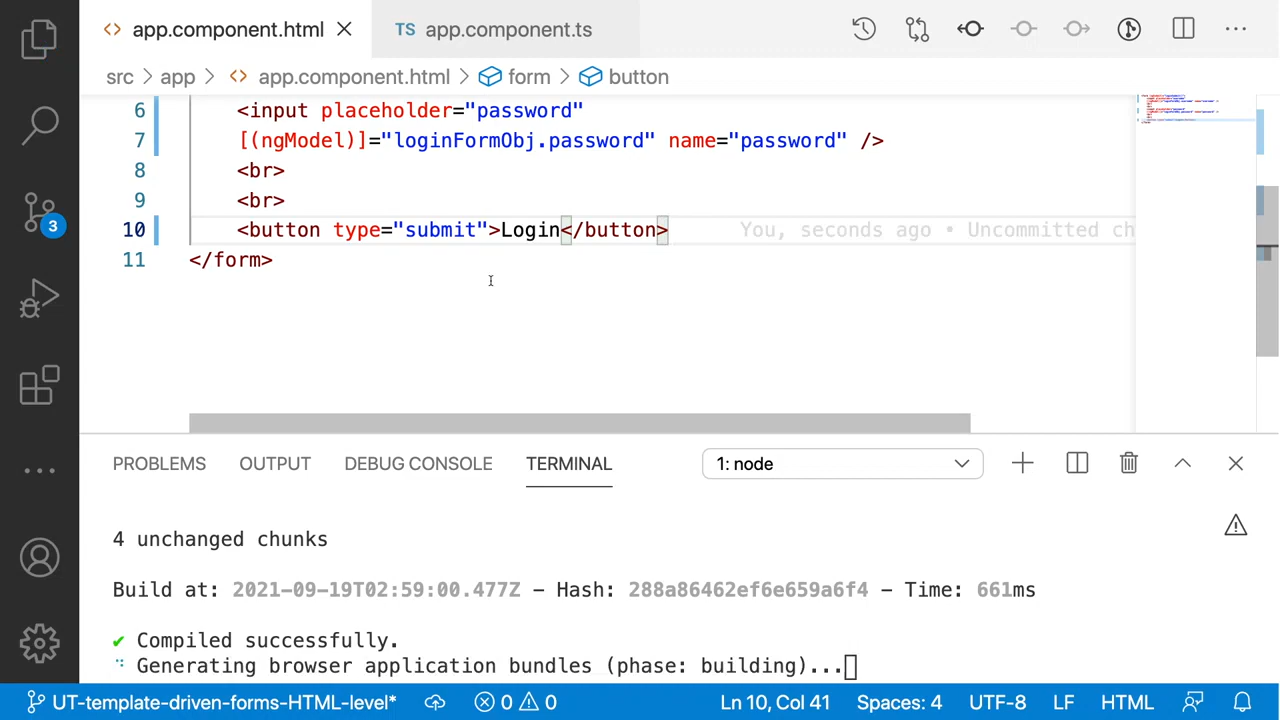 app.component.html
TS app.component.ts
src > app > app.component.html > form > button
6 <input placeholder="password"
7 [(ngModel)]="loginFormObj.password" name="password" />
8 <br>
9 <br>
10 <button type="submit">Login</button> You, seconds ago • Uncommitted ch
11 </form>
3
PROBLEMS OUTPUT DEBUG CONSOLE TERMINAL 1: node
4 unchanged chunks
Build at: 2021-09-19T02:59:00.477Z - Hash: 288a86462ef6e659a6f4 - Time: 661ms
✔ Compiled successfully.
Generating browser application bundles (phase: building)...
UT-template-driven-forms-HTML-level* 0 0 Ln 10, Col 41 Spaces: 4 UTF-8 LF HTML